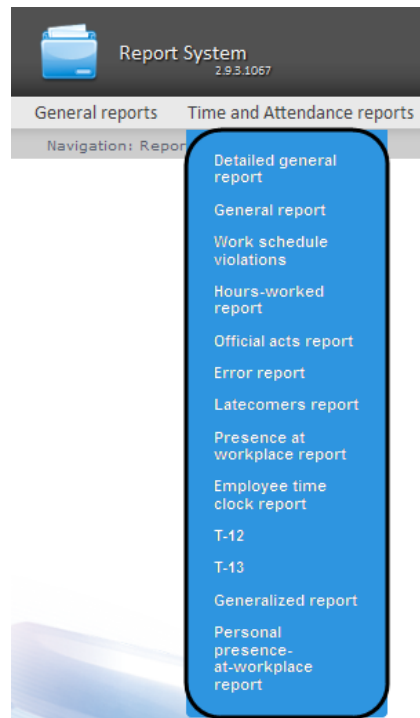 Report System
2.9.3.1067
General reports Time and Attendance reports
Navigation: Repor
Detailed general
report
General report
Work schedule
violations
Hours-worked
report
Official acts report
Error report
Latecomers report
Presence at
workplace report
Employee time
clock report
T-12
T-13
Generalized report
Personal
presence-
at-workplace
report